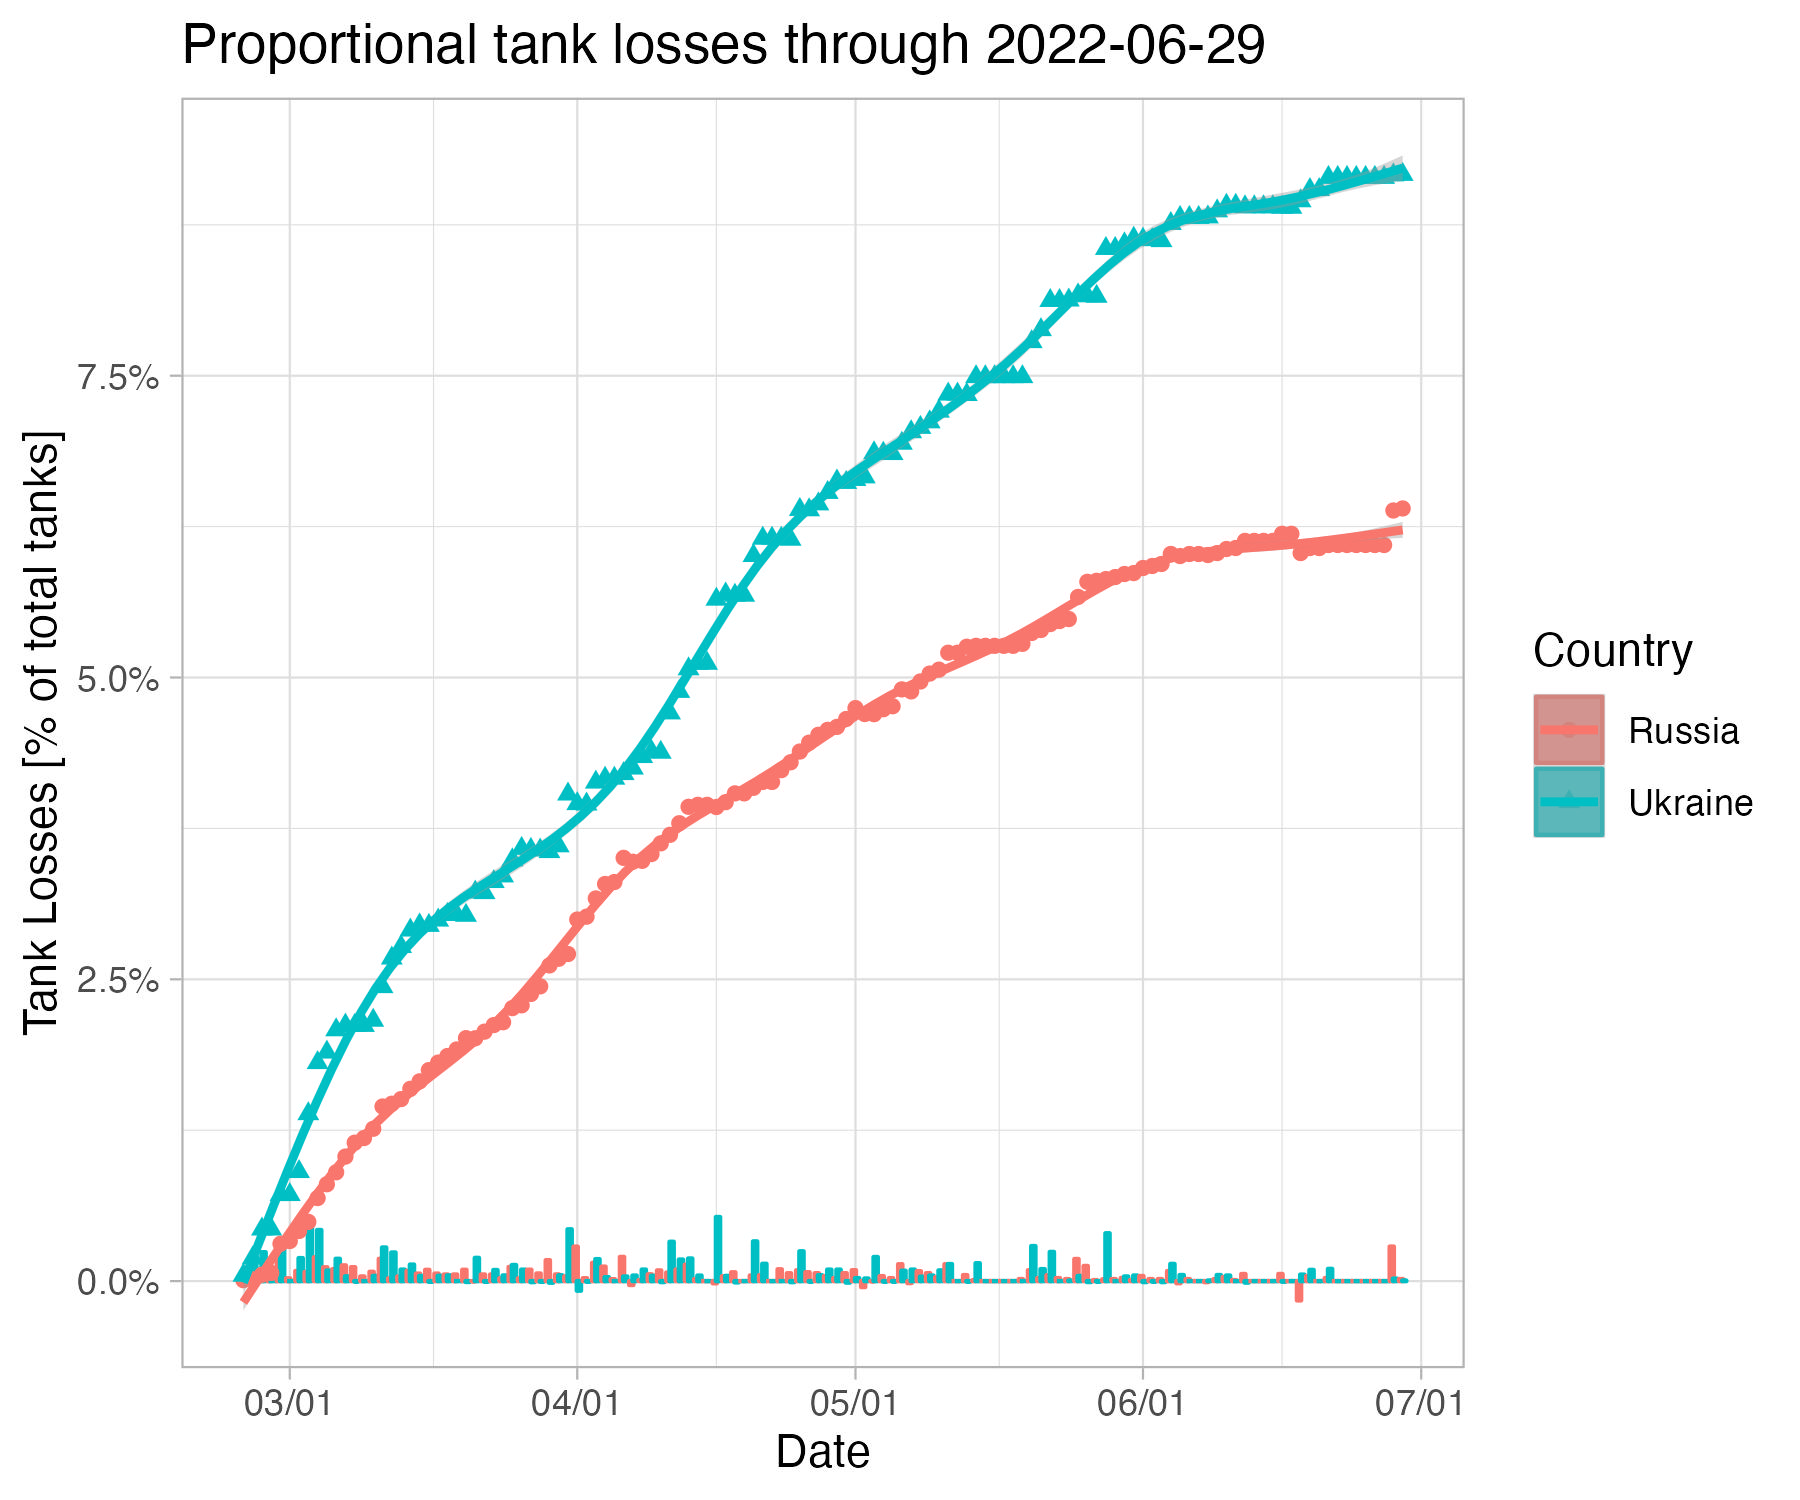 Proportional tank losses through 2022-06-29
Tank Losses [% of total tanks]
7.5%
5.0%
2.5%
0.0%
03/01
04/01
05/01
06/01
07/01
Date
Country
Russia
Ukraine